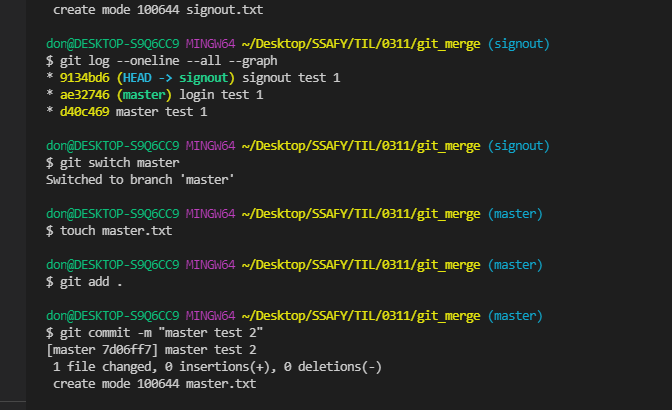 create mode 100644 signout.txt
don@DESKTOP-S9Q6CC9 MINGW64 ~/Desktop/SSAFY/TIL/0311/git_merge (signout)
$ git log --oneline --all --graph
* 9134bd6 (HEAD -> signout) signout test 1
* ae32746 (master) login test 1
* d40c469 master test 1
don@DESKTOP-S9Q6CC9 MINGW64 ~/Desktop/SSAFY/TIL/0311/git_merge (signout)
$ git switch master
Switched to branch 'master'
don@DESKTOP-S9Q6CC9 MINGW64 ~/Desktop/SSAFY/TIL/0311/git_merge (master)
$ touch master.txt
don@DESKTOP-S9Q6CC9 MINGW64 ~/Desktop/SSAFY/TIL/0311/git_merge (master)
$ git add .
don@DESKTOP-S9Q6CC9 MINGW64 ~/Desktop/SSAFY/TIL/0311/git_merge (master)
$ git commit -m "master test 2"
[master 7d06ff7] master test 2
1 file changed, 0 insertions(+), 0 deletions(-)
create mode 100644 master.txt